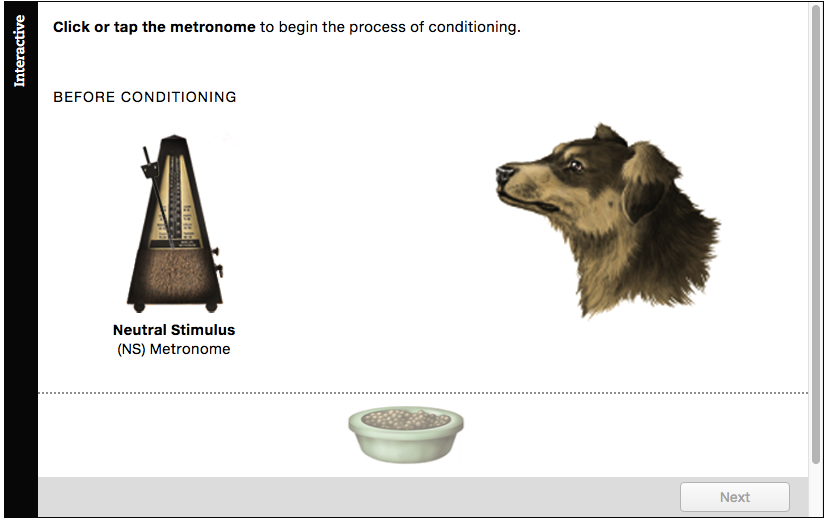 Interactive
Click or tap the metronome to begin the process of conditioning.
BEFORE CONDITIONING
Neutral Stimulus
(NS) Metronome
Next